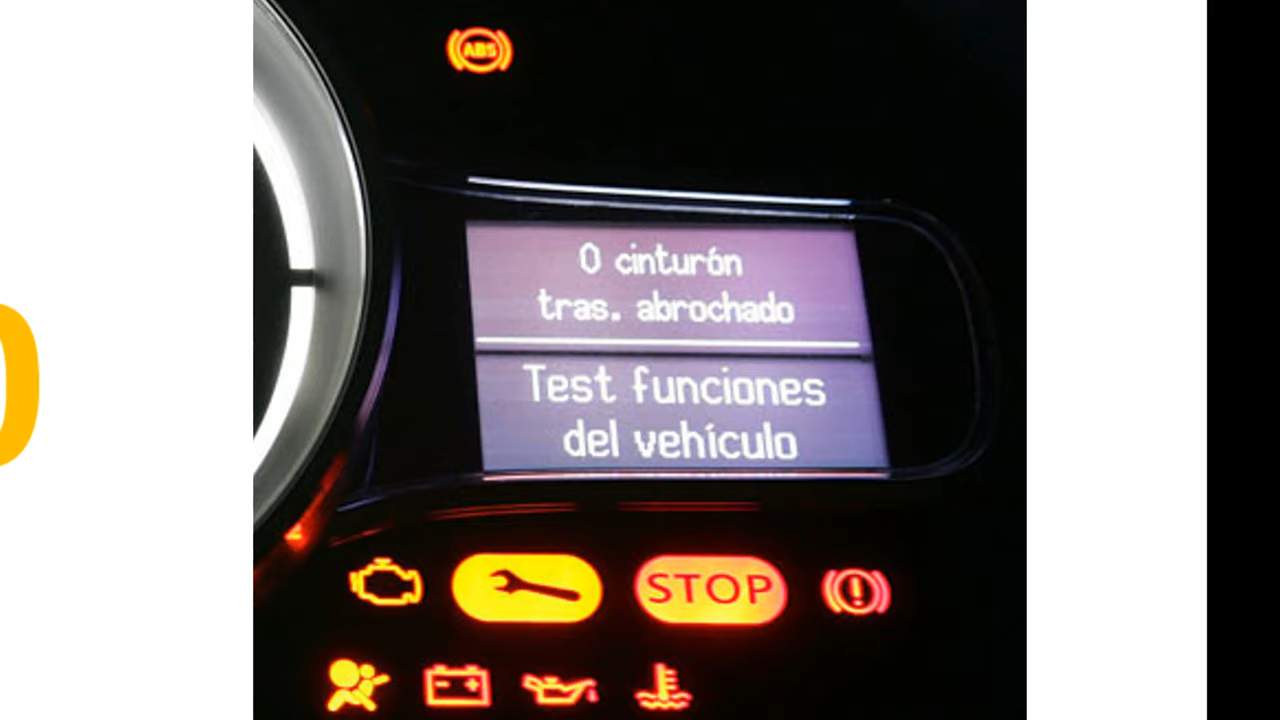 ABS
0 cinturón
tras. abrochado
Test funciones
del vehículo
STOP